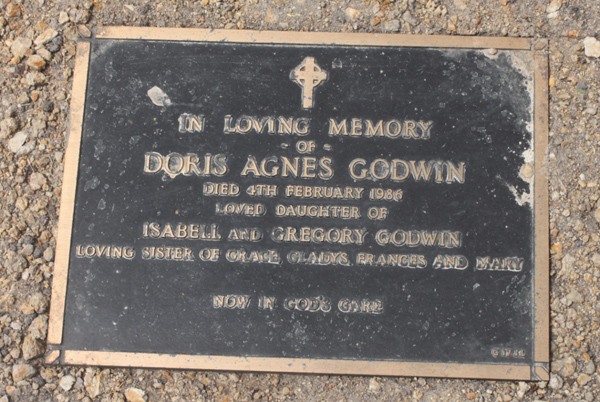 IN LOVING MEMORY
- OF -
DORIS AGNES GODWIN
DIED 4TH FEBRUARY 1986
LOVED DAUGHTER OF
ISABELL AND GREGORY GODWIN
LOVING SISTER OF GRACE, GLADYS, FRANCES AND MARY
NOW IN GOD'S CARE